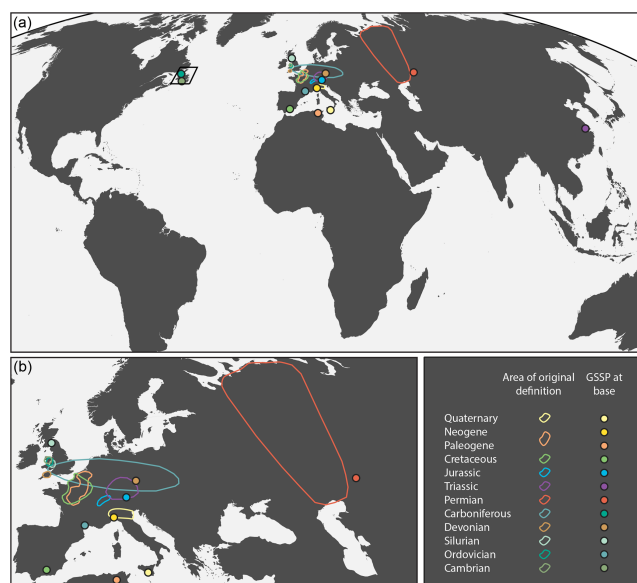 (a)
(b)
Area of original definition
GSSP at base
Quaternary
Neogene
Paleogene
Cretaceous
Jurassic
Triassic
Permian
Carboniferous
Devonian
Silurian
Ordovician
Cambrian